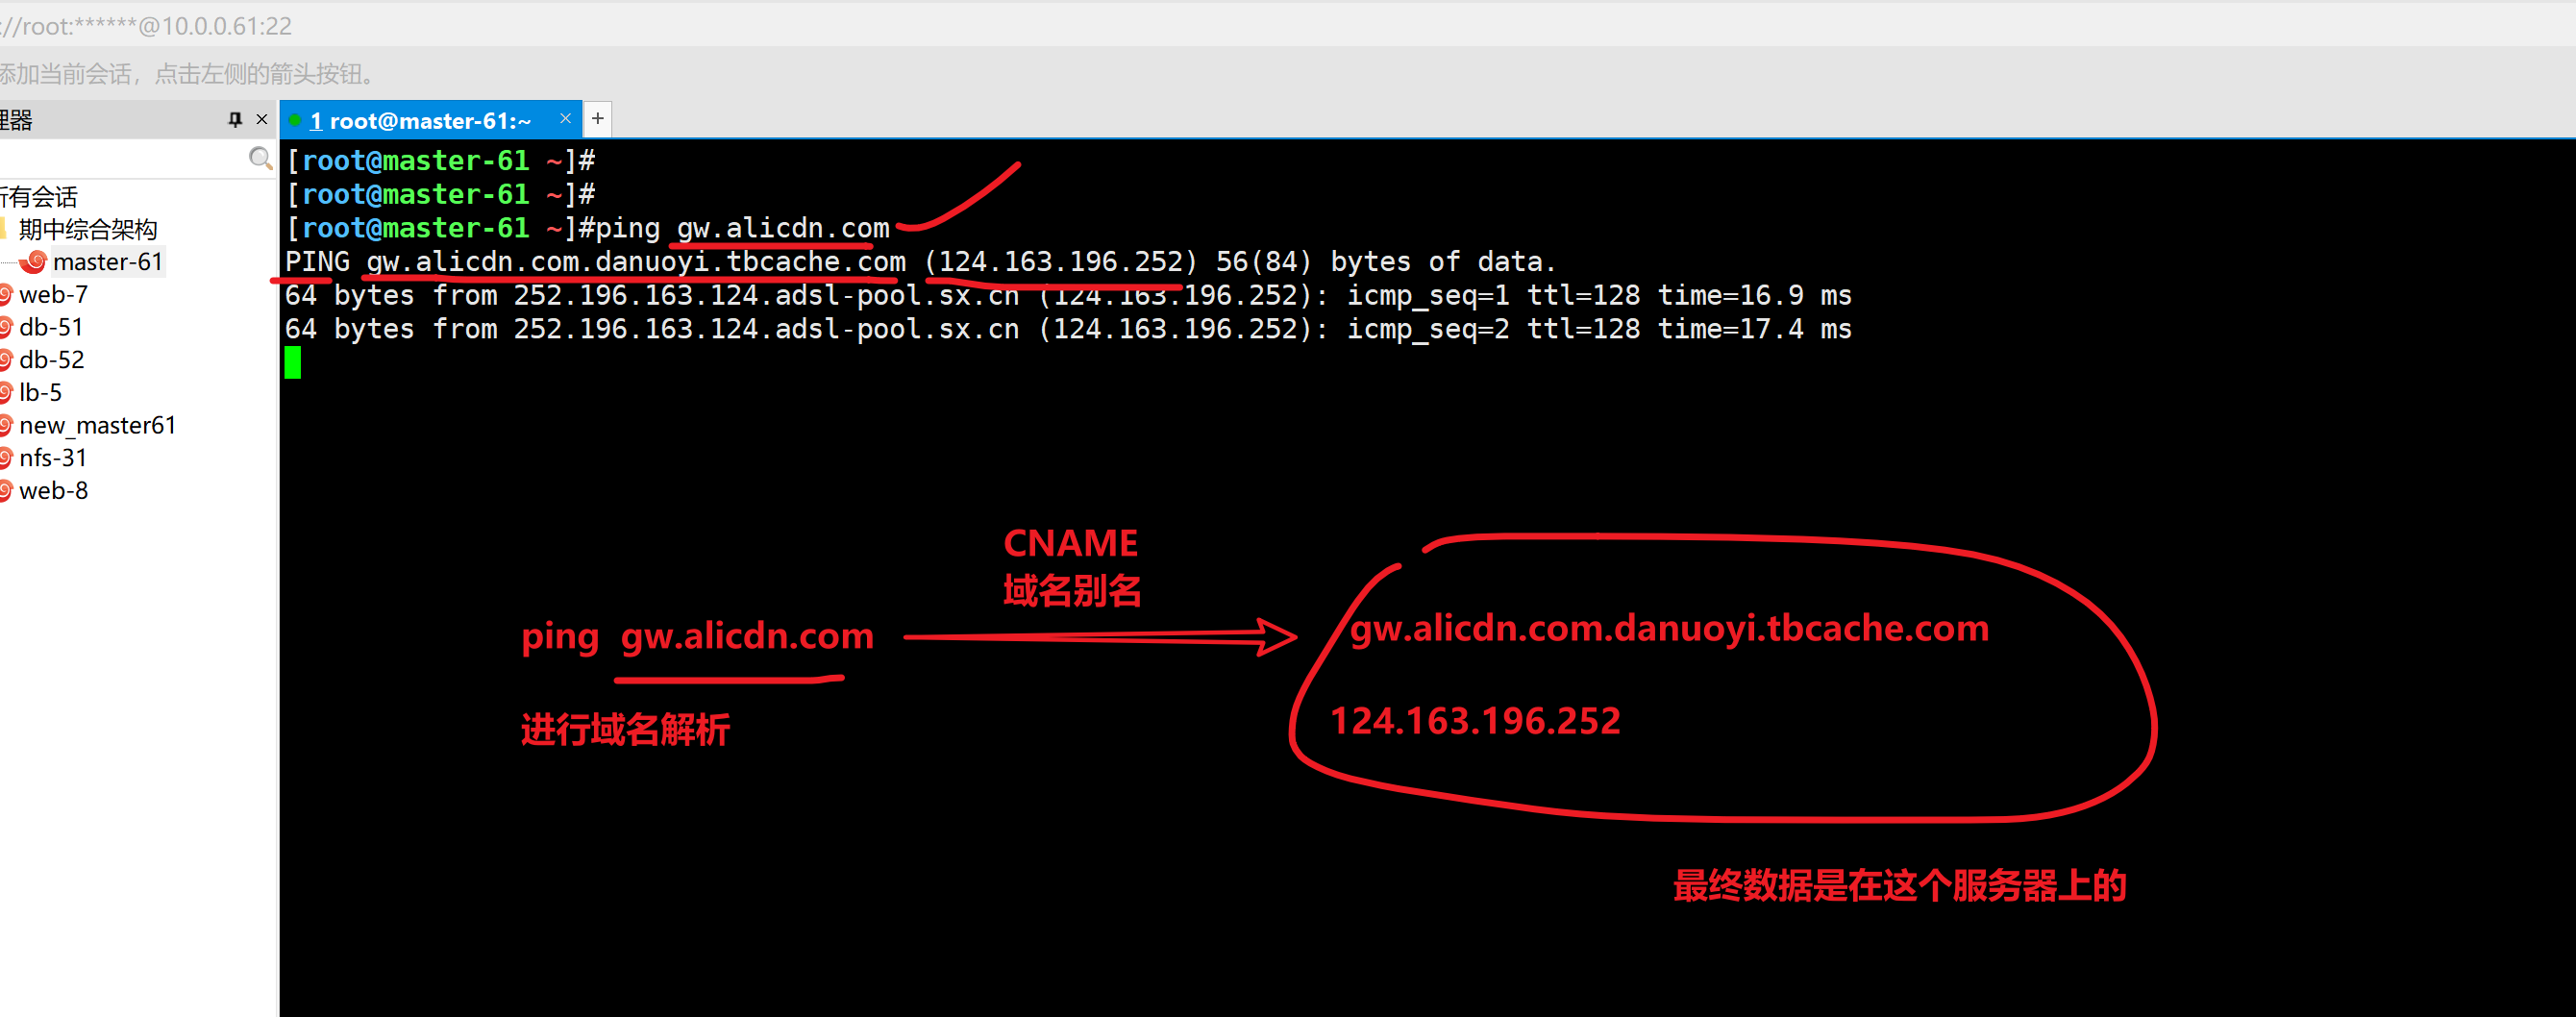 ://root:******@10.0.0.61:22
添加当前会话，点击左侧的箭头按钮。
理器
1 root@master-61:~
+
所有会话
期中综合架构
master-61
web-7
db-51
db-52
lb-5
new_master61
nfs-31
web-8
[root@master-61 ~]#
[root@master-61 ~]#
[root@master-61 ~]#ping gw.alicdn.com
PING gw.alicdn.com.danuoyi.tbcache.com (124.163.196.252) 56(84) bytes of data.
64 bytes from 252.196.163.124.adsl-pool.sx.cn (124.163.196.252): icmp_seq=1 ttl=128 time=16.9 ms
64 bytes from 252.196.163.124.adsl-pool.sx.cn (124.163.196.252): icmp_seq=2 ttl=128 time=17.4 ms
CNAME
域名别名
ping gw.alicdn.com
gw.alicdn.com.danuoyi.tbcache.com
进行域名解析
124.163.196.252
最终数据是在这个服务器上的